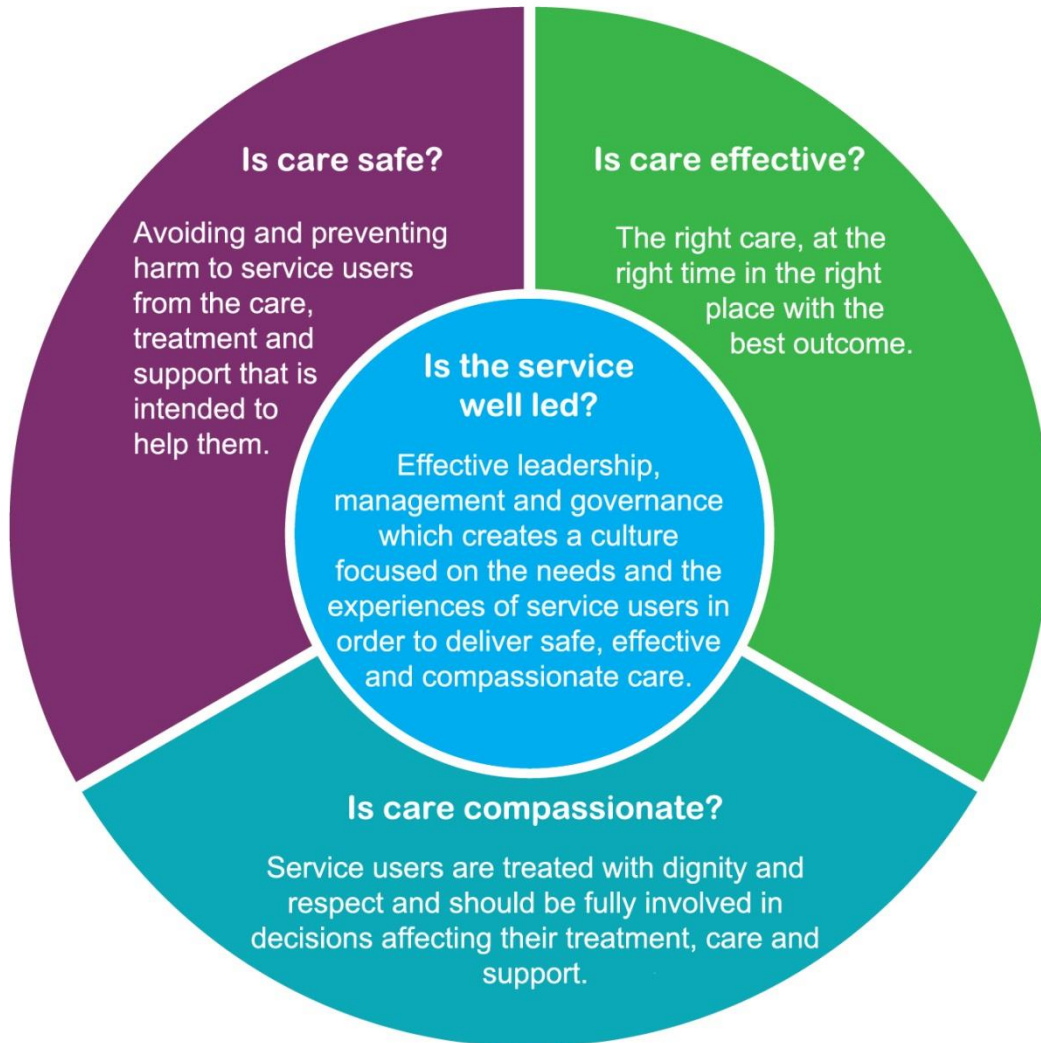 Is care safe?
Avoiding and preventing
harm to service users
from the care,
treatment and
support that is
intended to
help them.
Is care effective?
The right care, at the
right time in the right
place with the
best outcome.
Is the service
well led?
Effective leadership,
management and governance
which creates a culture
focused on the needs and the
experiences of service users in
order to deliver safe, effective
and compassionate care.
Is care compassionate?
Service users are treated with dignity and
respect and should be fully involved in
decisions affecting their treatment, care and
support.